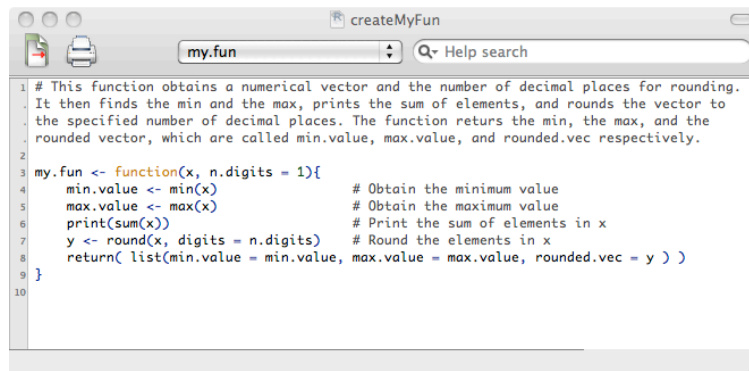 createMyFun
my.fun
Help search
1 # This function obtains a numerical vector and the number of decimal places for rounding.
. It then finds the min and the max, prints the sum of elements, and rounds the vector to
. the specified number of decimal places. The function returs the min, the max, and the
. rounded vector, which are called min.value, max.value, and rounded.vec respectively.
2
3 my.fun <- function(x, n.digits = 1){
4 min.value <- min(x) # Obtain the minimum value
5 max.value <- max(x) # Obtain the maximum value
6 print(sum(x)) # Print the sum of elements in x
7 y <- round(x, digits = n.digits) # Round the elements in x
8 return( list(min.value = min.value, max.value = max.value, rounded.vec = y ) )
9 }
10